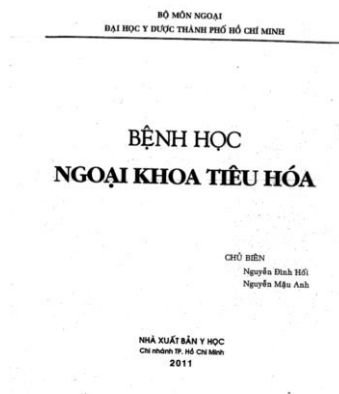 BỘ MÔN NGOẠI
ĐẠI HỌC Y DƯỢC THÀNH PHỐ HỒ CHÍ MINH
BỆNH HỌC
NGOẠI KHOA TIÊU HÓA
CHỦ BIÊN
Nguyễn Đình Hối
Nguyễn Mậu Anh
NHÀ XUẤT BẢN Y HỌC
Chi nhánh TP. Hồ Chí Minh
2011